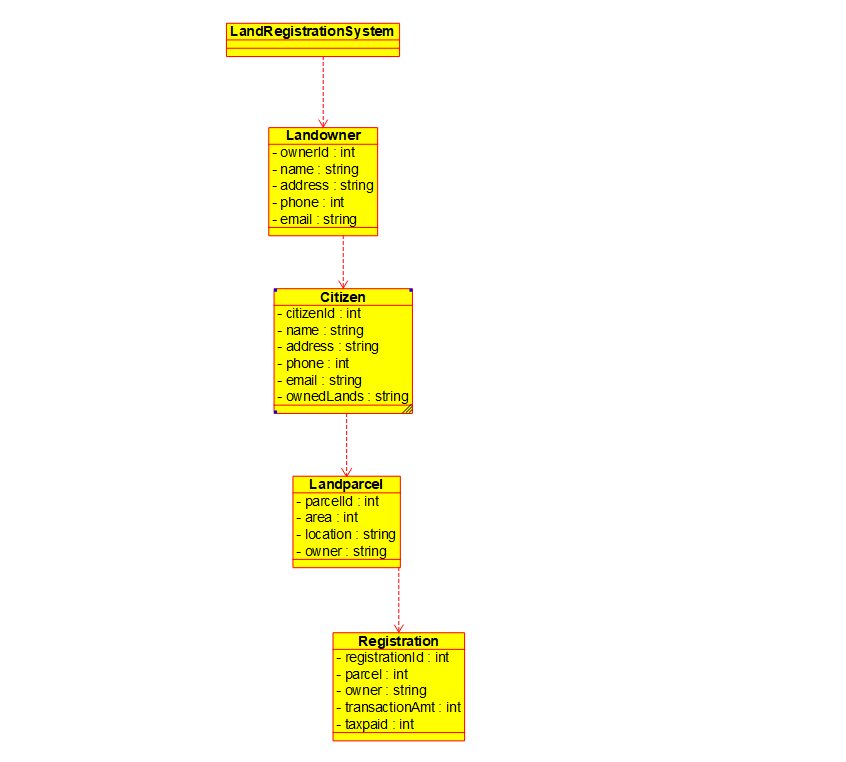 LandRegistrationSystem
Landowner
- ownerId : int
- name : string
- address : string
- phone : int
- email : string
Citizen
- citizenId : int
- name : string
- address : string
- phone : int
- email : string
- ownedLands : string
Landparcel
- parcelId : int
- area : int
- location : string
- owner : string
Registration
- registrationId : int
- parcel : int
- owner : string
- transactionAmt : int
- taxpaid : int